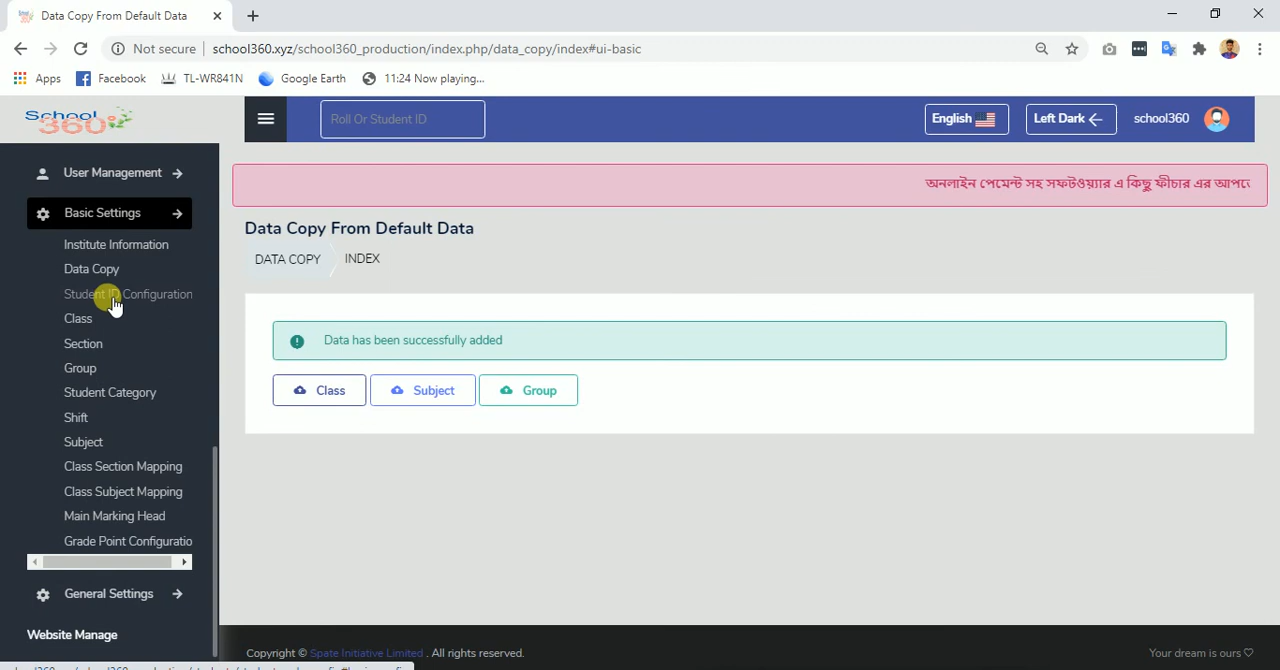 Data Copy From Default Data
Not secure
school360.xyz/school360_production/index.php/data_copy/index#ui-basic
Apps
Facebook
TL-WR841N
Google Earth
11:24 Now playing...
School
360
Roll Or Student ID
English
Left Dark
school360
User Management
Basic Settings
Institute Information
Data Copy
Student ID Configuration
Class
Section
Group
Student Category
Shift
Subject
Class Section Mapping
Class Subject Mapping
Main Marking Head
Grade Point Configuratio
General Settings
Website Manage
অনলাইন পেমেন্ট সহ সফটওয়্যার এ কিছু ফীচার এর আপডে
Data Copy From Default Data
DATA COPY
INDEX
Data has been successfully added
Class
Subject
Group
Copyright © Spate Initiative Limited . All rights reserved.
Your dream is ours